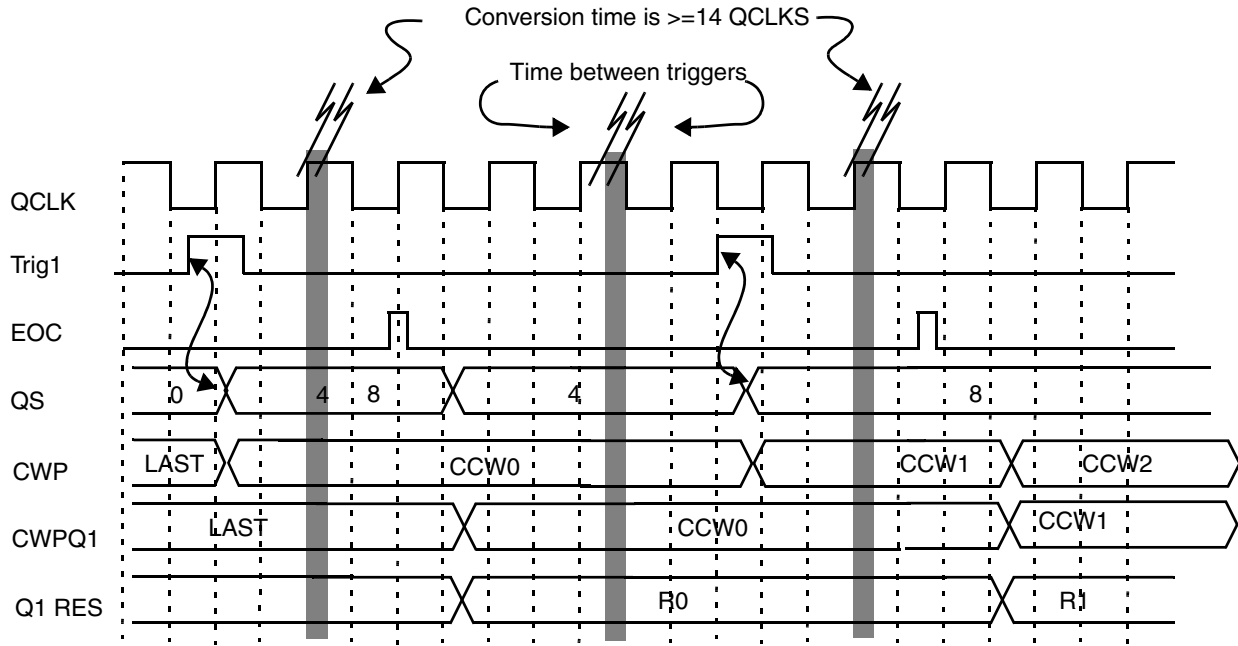 Conversion time is >=14 QCLKS
Time between triggers
QCLK
Trig1
EOC
QS 0 4 8 4 8
CWP LAST CCW0 CCW1 CCW2
CWPQ1 LAST CCW0 CCW1
Q1 RES R0 R1